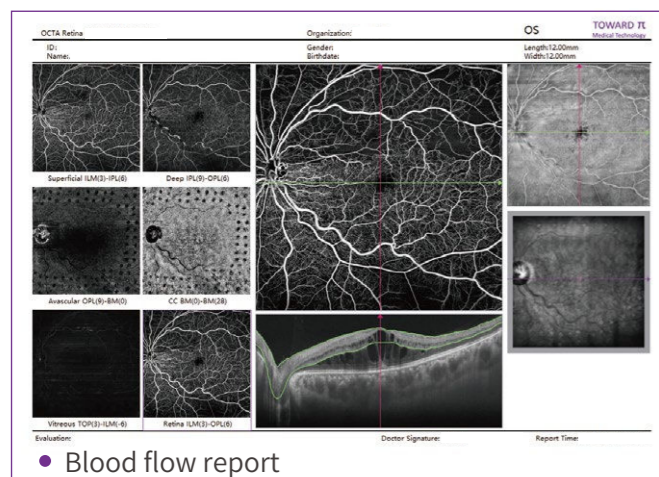 OCTA Retina
Organization:
OS
TOWARD π
Medical Technology
ID:
Name:
Gender:
Birthdate:
Length:12.00mm
Width:12.00mm
Superficial ILM(3)-IPL(6)
Deep IPL(9)-OPL(6)
Avascular OPL(9)-BM(0)
CC BM(0)-BM(28)
Vitreous TOP(3)-ILM(-6)
Retina ILM(3)-OPL(6)
Evaluation:
Doctor Signature:
Report Time:
• Blood flow report